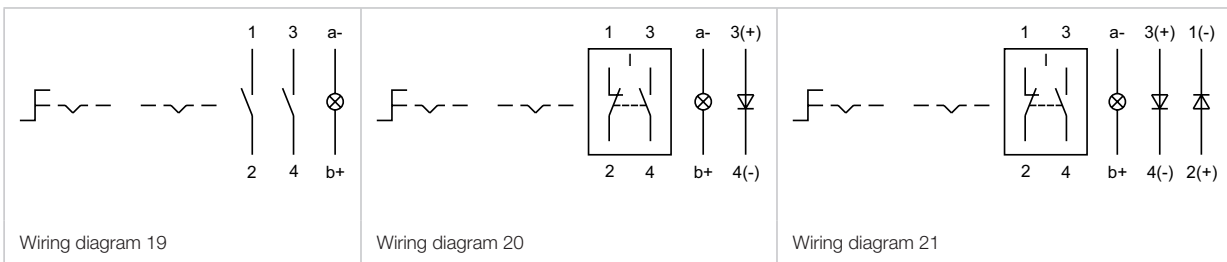 1 3 a-
2 4 b+
Wiring diagram 19
1 3 a- 3(+)
2 4 b+ 4(-)
Wiring diagram 20
1 3 a- 3(+) 1(-)
2 4 b+ 4(-) 2(+)
Wiring diagram 21